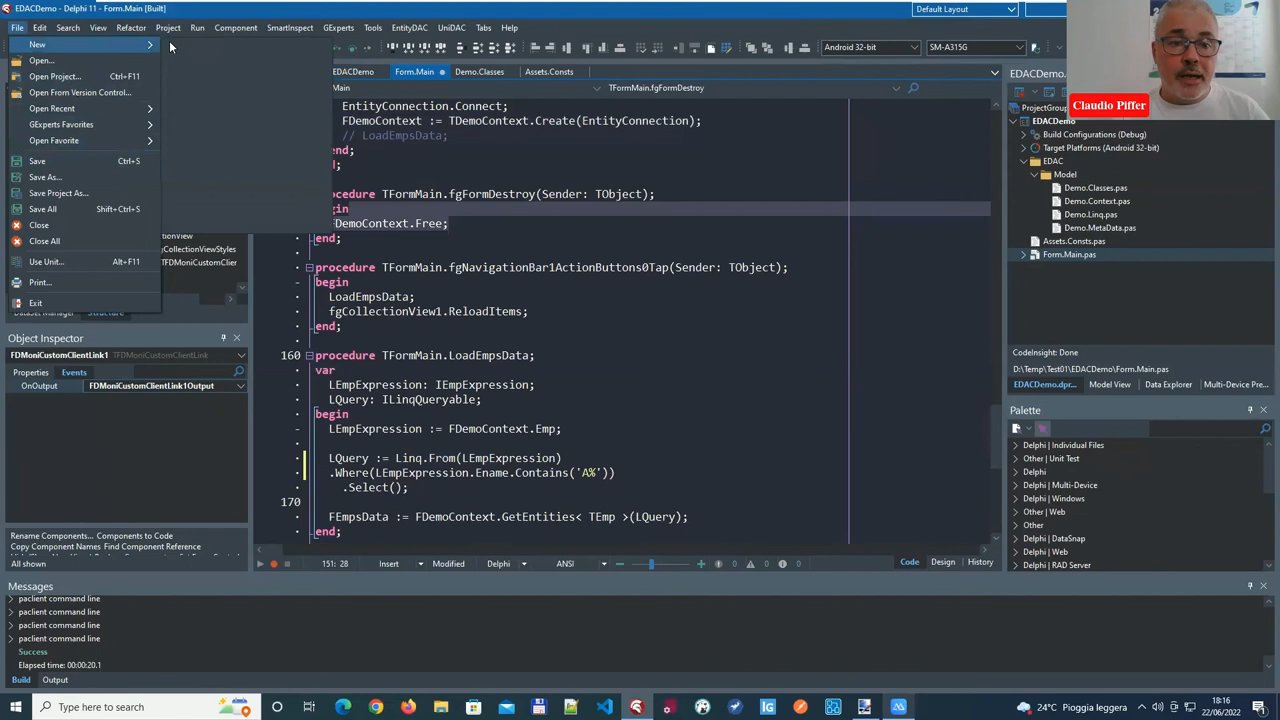 EDACDemo - Delphi 11 - Form.Main [Built]
Default Layout
File Edit Search View Refactor Project Run Component SmartInspect GExperts Tools EntityDAC UniDAC Tabs Help
New
Open...
Open Project... Ctrl+F11
Open From Version Control...
Open Recent
GExperts Favorites
Open Favorite
Save Ctrl+S
Save As...
Save Project As...
Save All Shift+Ctrl+S
Close
Close All
Use Unit... Alt+F11
Print...
Exit
Android 32-bit
SM-A315G
EDACDemo Form.Main Demo.Classes Assets.Consts
Main
TFormMain.fgFormDestroy
EntityConnection.Connect;
FDemoContext := TDemoContext.Create(EntityConnection);
// LoadEmpsData;
end;
procedure TFormMain.fgFormDestroy(Sender: TObject);
FDemoContext.Free;
end;
procedure TFormMain.fgNavigationBar1ActionButtons0Tap(Sender: TObject);
begin
LoadEmpsData;
fgCollectionView1.ReloadItems;
end;
160 procedure TFormMain.LoadEmpsData;
var
LEmpExpression: IEmpExpression;
LQuery: ILinqQueryable;
begin
LEmpExpression := FDemoContext.Emp;
LQuery := Linq.From(LEmpExpression)
.Where(LEmpExpression.Ename.Contains('A%'))
.Select();
170
FEmpsData := FDemoContext.GetEntities< TEmp >(LQuery);
end;
151: 28 Insert Modified Delphi ANSI 0 0 0 Code Design History
Object Inspector
FDMoniCustomClientLink1 TFDMoniCustomClientLink
Properties Events
OnOutput FDMoniCustomClientLink1Output
Rename Components... Components to Code
Copy Component Names Find Component Reference
All shown
Claudio Piffer
EDACDemo
ProjectGroup
EDACDemo
Build Configurations (Debug)
Target Platforms (Android 32-bit)
EDAC
Model
Demo.Classes.pas
Demo.Context.pas
Demo.Linq.pas
Demo.MetaData.pas
Assets.Consts.pas
Form.Main.pas
CodeInsight: Done
D:\Temp\Test01\EDACDemo\Form.Main.pas
EDACDemo.dpr... Model View Data Explorer Multi-Device Pre...
Palette
Delphi | Individual Files
Other | Unit Test
Delphi
Delphi | Multi-Device
Delphi | Windows
Other | Web
Other
Delphi | DataSnap
Delphi | Web
Delphi | RAD Server
Messages
paclient command line
paclient command line
paclient command line
paclient command line
Success
Elapsed time: 00:00:20.1
Build Output
Type here to search
24°C Pioggia leggera
18:16
22/06/2022